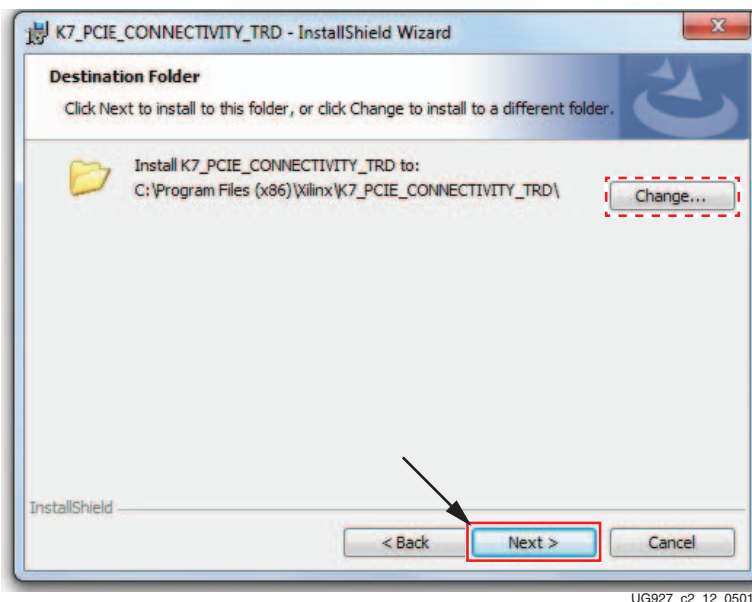 K7_PCIE_CONNECTIVITY_TRD - InstallShield Wizard
Destination Folder
Click Next to install to this folder, or click Change to install to a different folder.
Install K7_PCIE_CONNECTIVITY_TRD to:
C:\Program Files (x86)\Xilinx\K7_PCIE_CONNECTIVITY_TRD\
Change...
InstallShield
< Back
Next >
Cancel
UG927_c2_12_0501